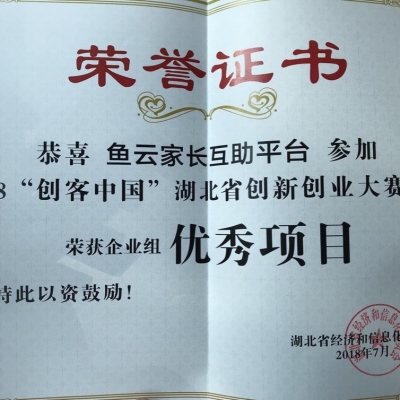 荣誉证书
恭喜 鱼云家长互助平台 参加
8“创客中国”湖北省创新创业大赛
荣获企业组 优秀项目
特此以资鼓励！
湖北省经济和信息化
2018年7月